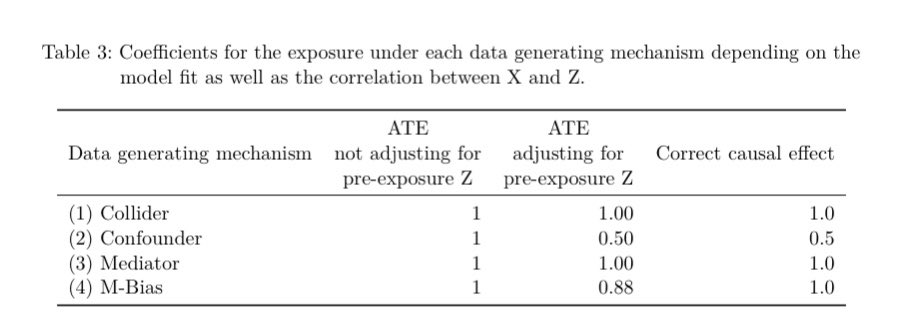 Table 3: Coefficients for the exposure under each data generating mechanism depending on the
model fit as well as the correlation between X and Z.
Data generating mechanism ATE not adjusting for pre-exposure Z ATE adjusting for pre-exposure Z Correct causal effect
(1) Collider 1 1.00 1.0
(2) Confounder 1 0.50 0.5
(3) Mediator 1 1.00 1.0
(4) M-Bias 1 0.88 1.0